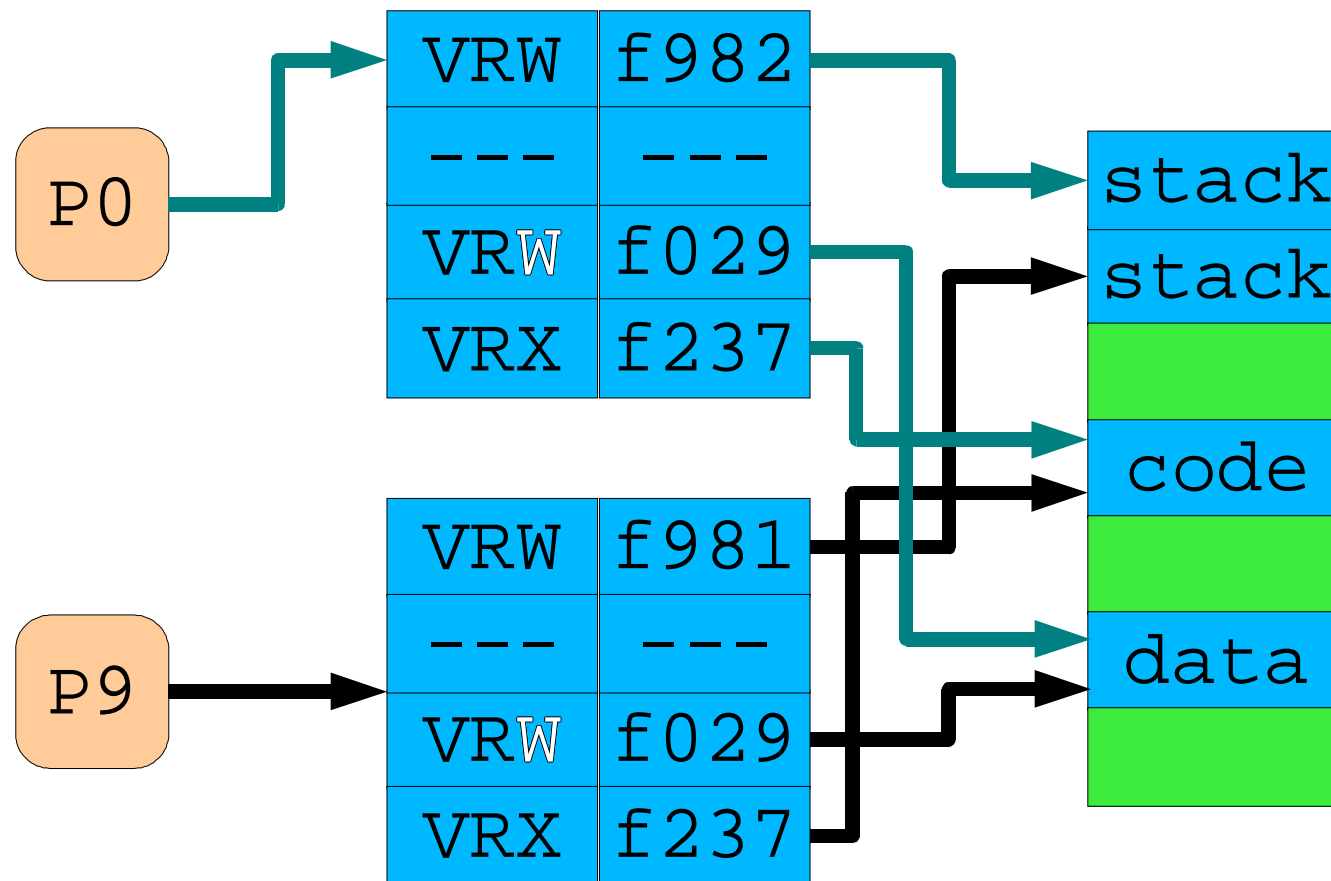 P0
VRW f982
--- ---
VRW f029
VRX f237
P9
VRW f981
--- ---
VRW f029
VRX f237
stack
stack
code
data